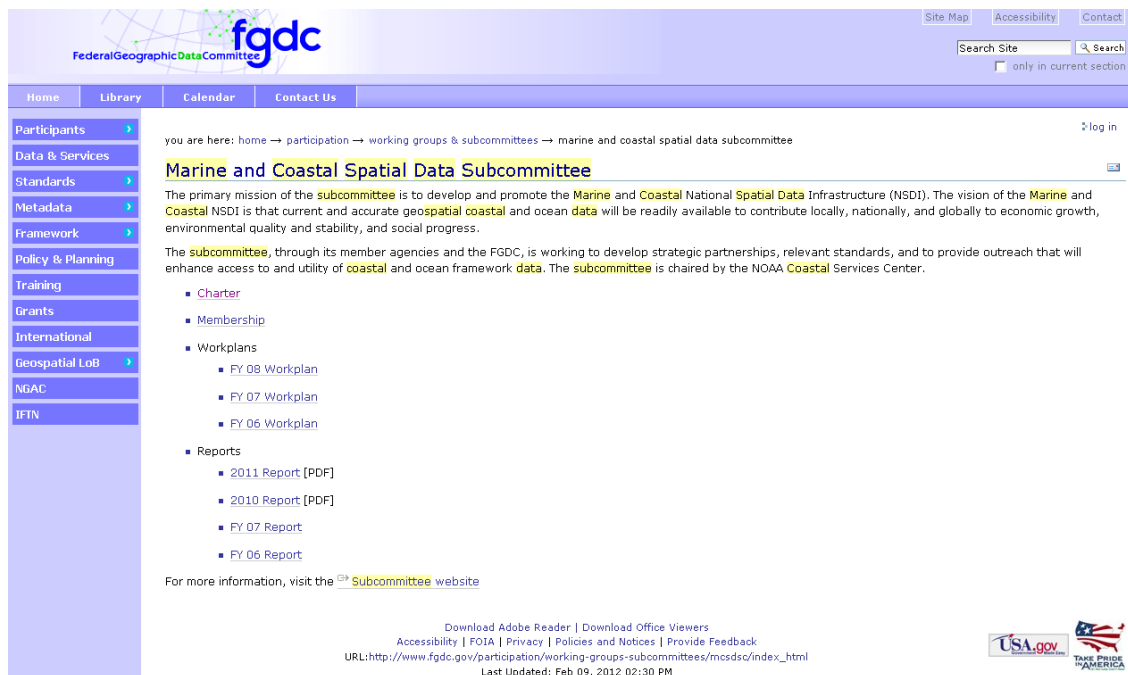 Site Map Accessibility Contact
fgdc
FederalGeographicDataCommittee
Search Site Search
only in current section
Home Library Calendar Contact Us
Participants
Data & Services
Standards
Metadata
Framework
Policy & Planning
Training
Grants
International
Geospatial LoB
NGAC
IFTN
log in
you are here: home → participation → working groups & subcommittees → marine and coastal spatial data subcommittee
Marine and Coastal Spatial Data Subcommittee
The primary mission of the subcommittee is to develop and promote the Marine and Coastal National Spatial Data Infrastructure (NSDI). The vision of the Marine and
Coastal NSDI is that current and accurate geospatial coastal and ocean data will be readily available to contribute locally, nationally, and globally to economic growth,
environmental quality and stability, and social progress.
The subcommittee, through its member agencies and the FGDC, is working to develop strategic partnerships, relevant standards, and to provide outreach that will
enhance access to and utility of coastal and ocean framework data. The subcommittee is chaired by the NOAA Coastal Services Center.
Charter
Membership
Workplans
FY 08 Workplan
FY 07 Workplan
FY 06 Workplan
Reports
2011 Report [PDF]
2010 Report [PDF]
FY 07 Report
FY 06 Report
For more information, visit the Subcommittee website
Download Adobe Reader | Download Office Viewers
Accessibility | FOIA | Privacy | Policies and Notices | Provide Feedback
URL:http://www.fgdc.gov/participation/working-groups-subcommittees/mcsdsc/index_html
Last Updated: Feb 09, 2012 02:30 PM
USA.gov
TAKE PRIDE
IN AMERICA